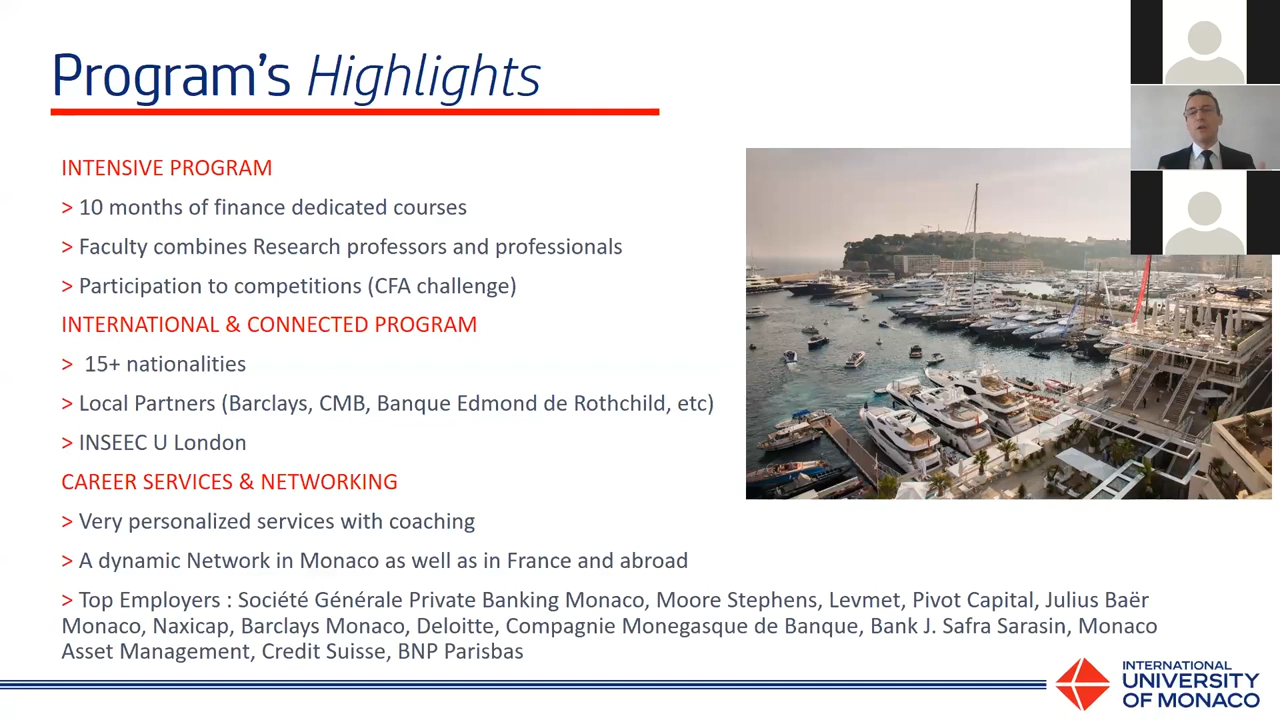 Program's Highlights
INTENSIVE PROGRAM
> 10 months of finance dedicated courses
> Faculty combines Research professors and professionals
> Participation to competitions (CFA challenge)
INTERNATIONAL & CONNECTED PROGRAM
> 15+ nationalities
> Local Partners (Barclays, CMB, Banque Edmond de Rothchild, etc)
> INSEEC U London
CAREER SERVICES & NETWORKING
> Very personalized services with coaching
> A dynamic Network in Monaco as well as in France and abroad
> Top Employers : Société Générale Private Banking Monaco, Moore Stephens, Levmet, Pivot Capital, Julius Baër
Monaco, Naxicap, Barclays Monaco, Deloitte, Compagnie Monegasque de Banque, Bank J. Safra Sarasin, Monaco
Asset Management, Credit Suisse, BNP Parisbas
INTERNATIONAL
UNIVERSITY
OF MONACO